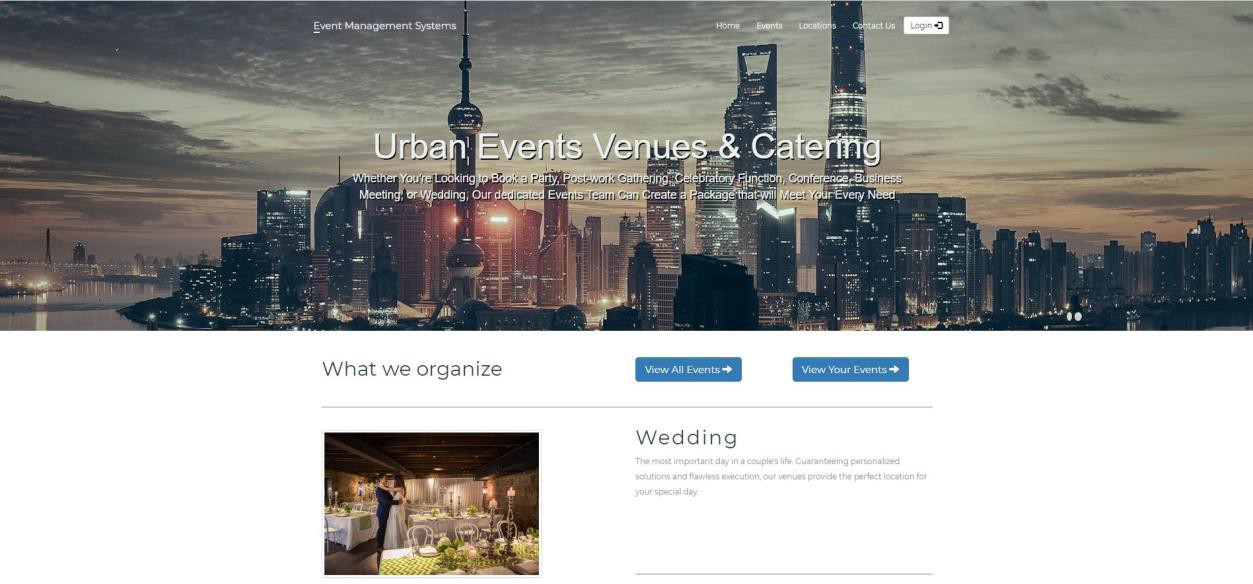 Event Management Systems
Home Events Locations Contact Us Login
Urban Events Venues & Catering
Whether You're Looking to Book a Party, Post-work Gathering, Celebratory Function, Conference, Business
Meeting, or Wedding, Our dedicated Events Team Can Create a Package that will Meet Your Every Need
What we organize
View All Events
View Your Events
Wedding
The most important day in a couple's life. Guaranteeing personalized
solutions and flawless execution, our venues provide the perfect location for
your special day.